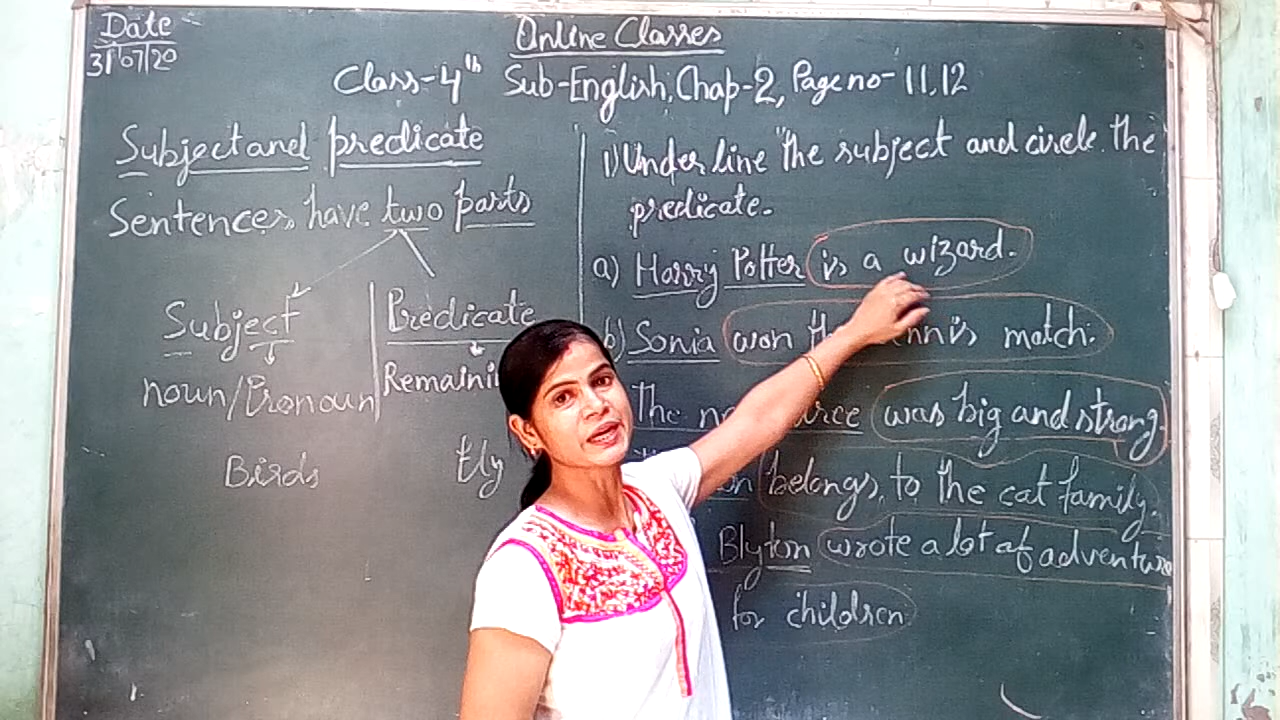 Date
31/07/20
Online Classes
Class-4th Sub-English, Chap-2, Page no-11,12
Subject and predicate
Sentences have two parts
Subject
Predicate
noun/Pronoun
Birds
fly
1) Underline the subject and circle the
predicate.
a) Harry Potter is a wizard.
b) Sonia won match.
The was big and strong.
belongs to the cat family.
Blyton wrote a lot of adventure
for children